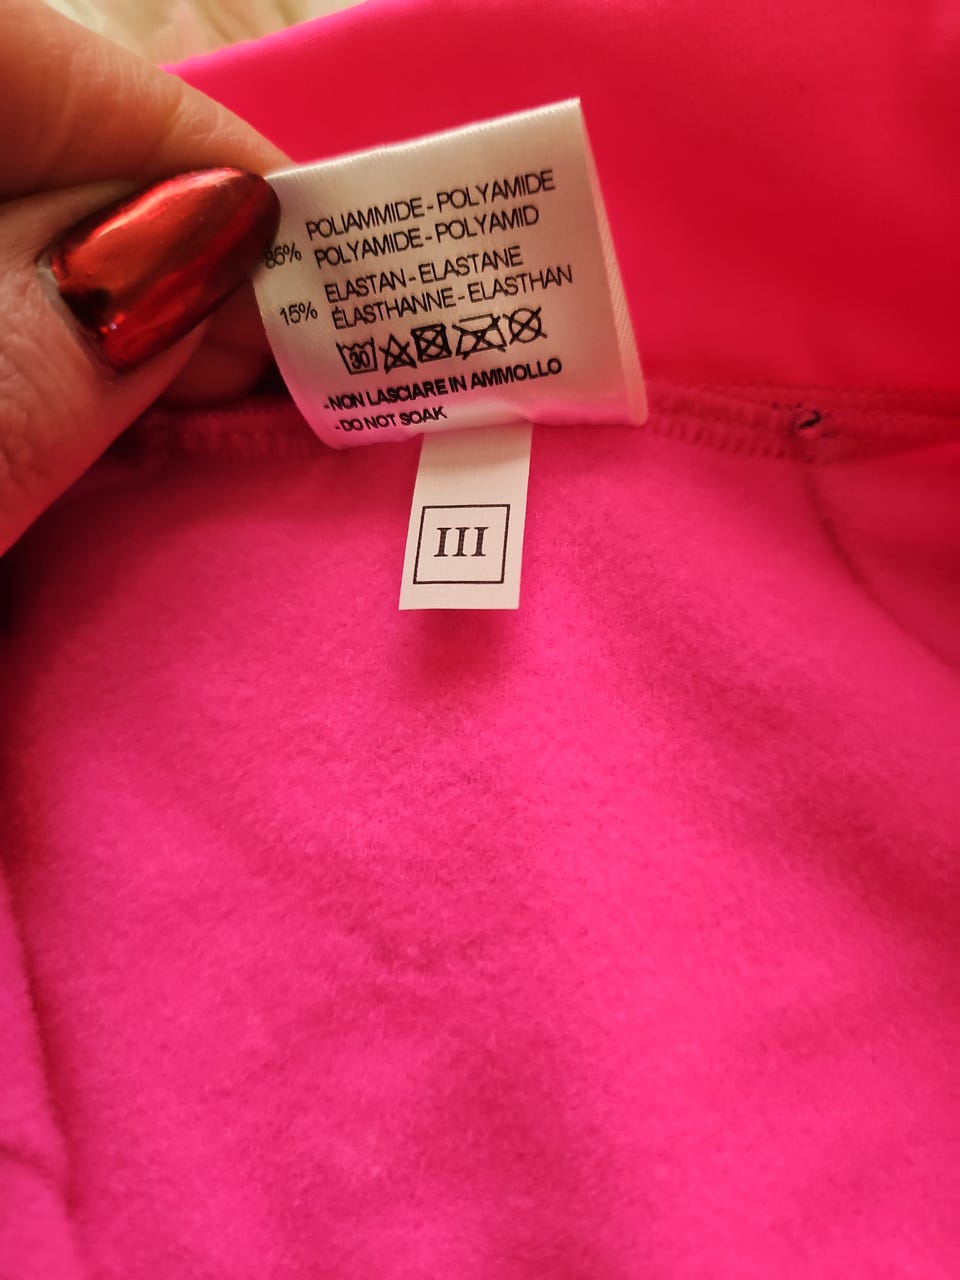 POLIAMMIDE - POLYAMIDE
85% POLYAMIDE - POLYAMID
ELASTAN - ELASTANE
15% ÉLASTHANNE - ELASTHAN
30
- NON LASCIARE IN AMMOLLO
- DO NOT SOAK
III